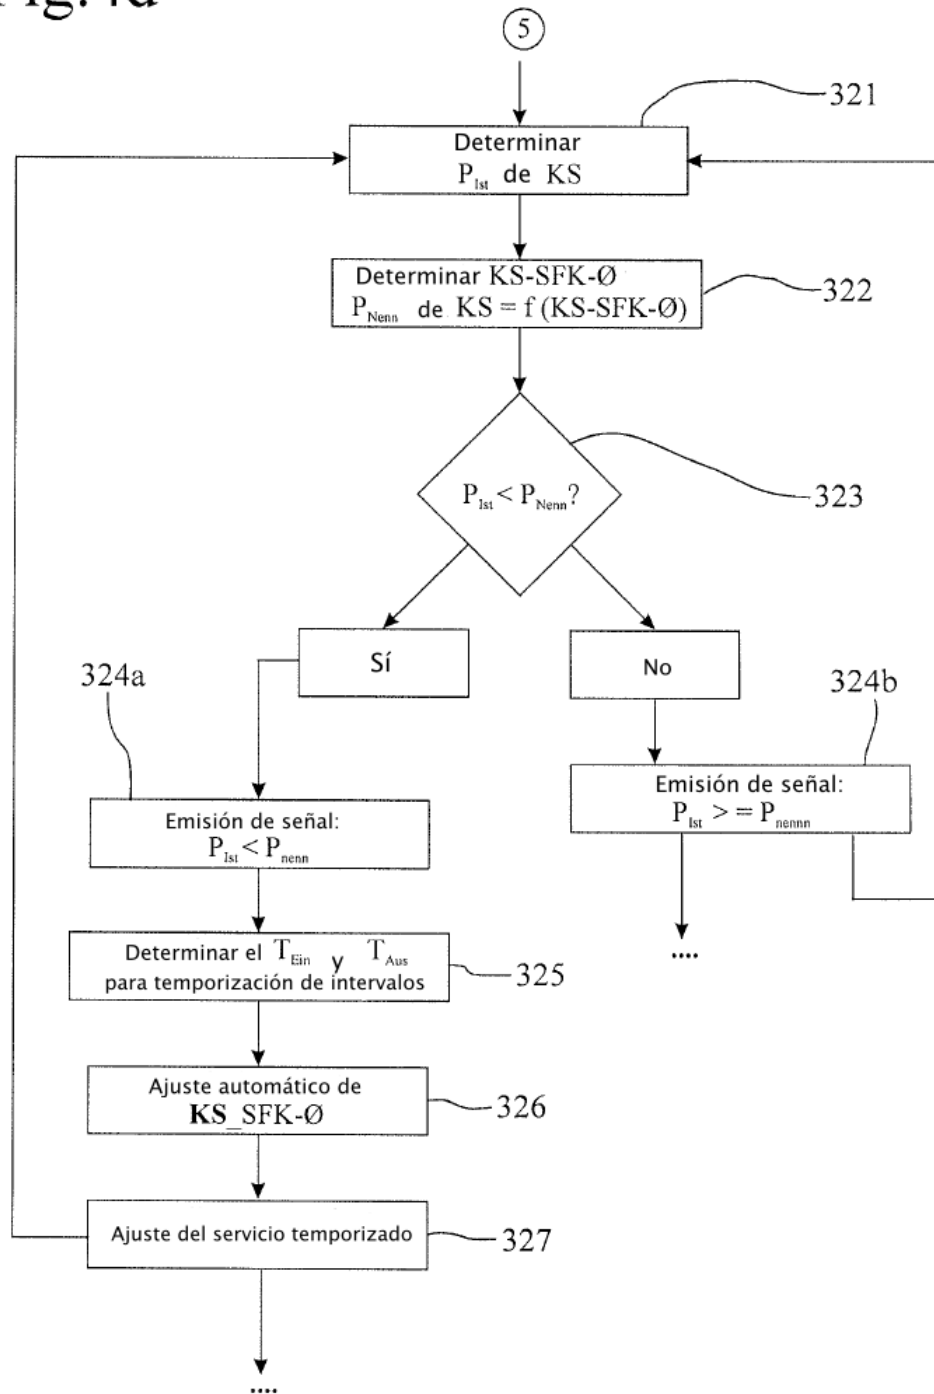 Fig.4d
5
321
Determinar
P_Ist de KS
Determinar KS-SFK-Ø
P_Nenn de KS = f (KS-SFK-Ø)
322
P_Ist < P_Nenn?
323
Sí
No
324a
324b
Emisión de señal:
P_Ist > = P_nennn
Emisión de señal:
P_Ist < P_nenn
Determinar el T_Ein y T_Aus
para temporización de intervalos
325
Ajuste automático de
KS_SFK-Ø
326
Ajuste del servicio temporizado
327
....
....